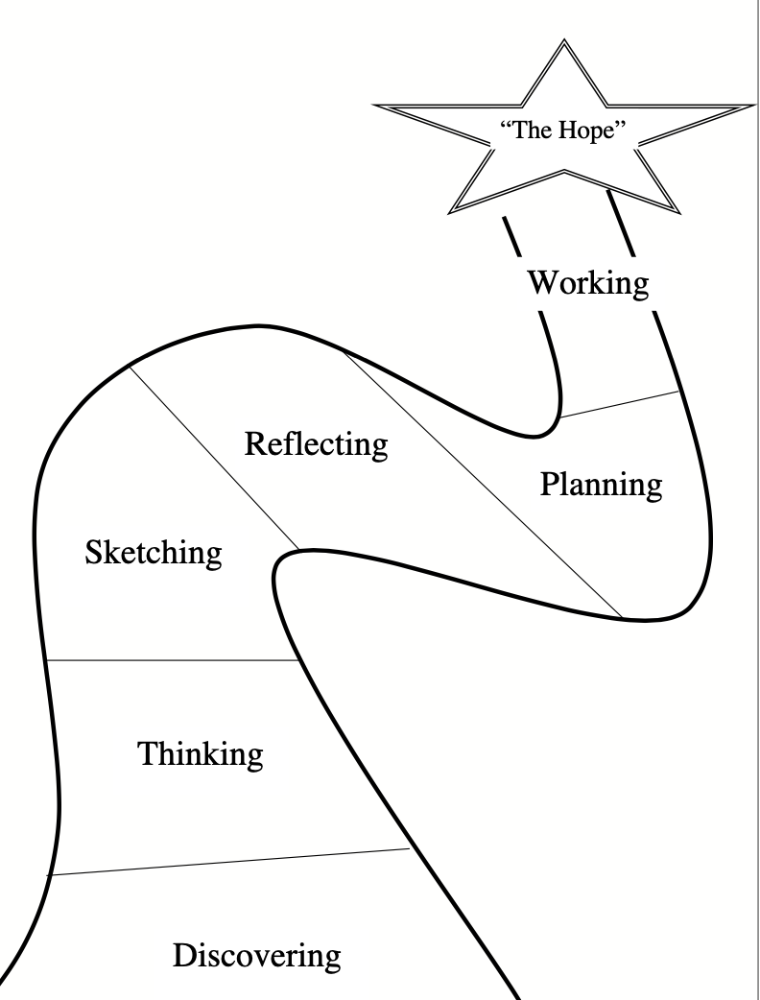 “The Hope”
Working
Reflecting
Planning
Sketching
Thinking
Discovering